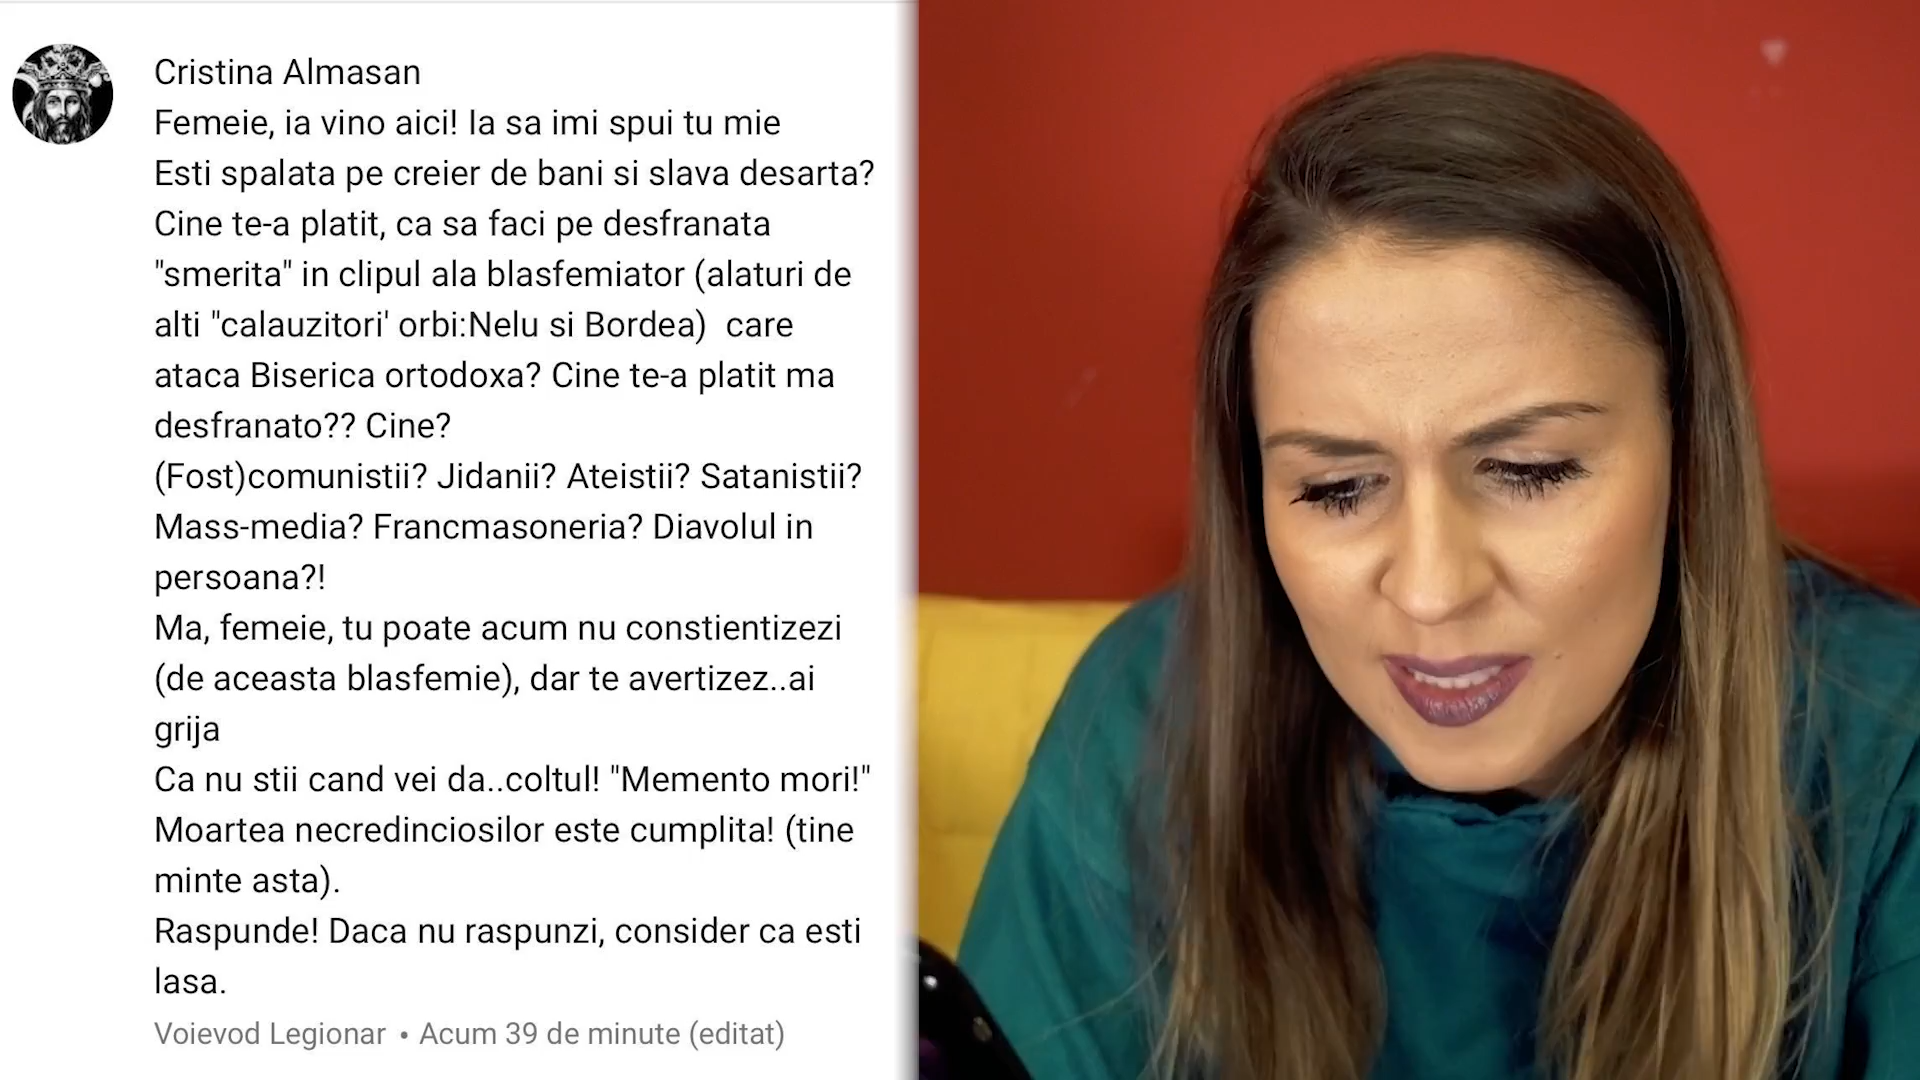 Cristina Almasan
Femeie, ia vino aici! Ia sa imi spui tu mie
Esti spalata pe creier de bani si slava desarta?
Cine te-a platit, ca sa faci pe desfranata
"smerita" in clipul ala blasfemiator (alaturi de
alti "calauzitori' orbi:Nelu si Bordea)  care
ataca Biserica ortodoxa? Cine te-a platit ma
desfranato?? Cine?
(Fost)comunistii? Jidanii? Ateistii? Satanistii?
Mass-media? Francmasoneria? Diavolul in
persoana?!
Ma, femeie, tu poate acum nu constientizezi
(de aceasta blasfemie), dar te avertizez..ai
grija
Ca nu stii cand vei da..coltul! "Memento mori!"
Moartea necredinciosilor este cumplita! (tine
minte asta).
Raspunde! Daca nu raspunzi, consider ca esti
lasa.
Voievod Legionar • Acum 39 de minute (editat)